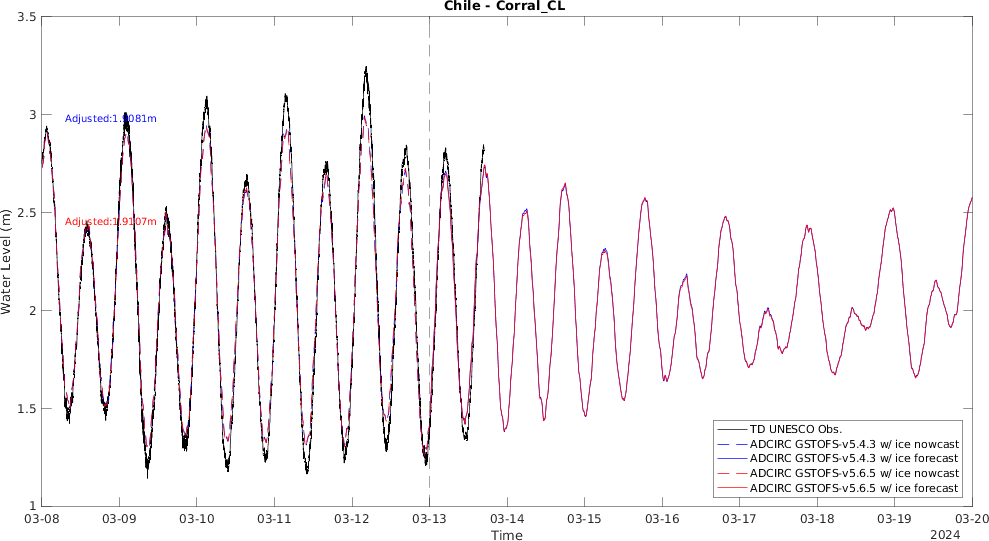 Chile - Corral_CL
3.5
3
2.5
2
1.5
1
Water Level (m)
Adjusted:1.9081m
Adjusted:1.9107m
TD UNESCO Obs.
ADCIRC GSTOFS-v5.4.3 w/ ice nowcast
ADCIRC GSTOFS-v5.4.3 w/ ice forecast
ADCIRC GSTOFS-v5.6.5 w/ ice nowcast
ADCIRC GSTOFS-v5.6.5 w/ ice forecast
03-08 03-09 03-10 03-11 03-12 03-13 03-14 03-15 03-16 03-17 03-18 03-19 03-20
Time
2024